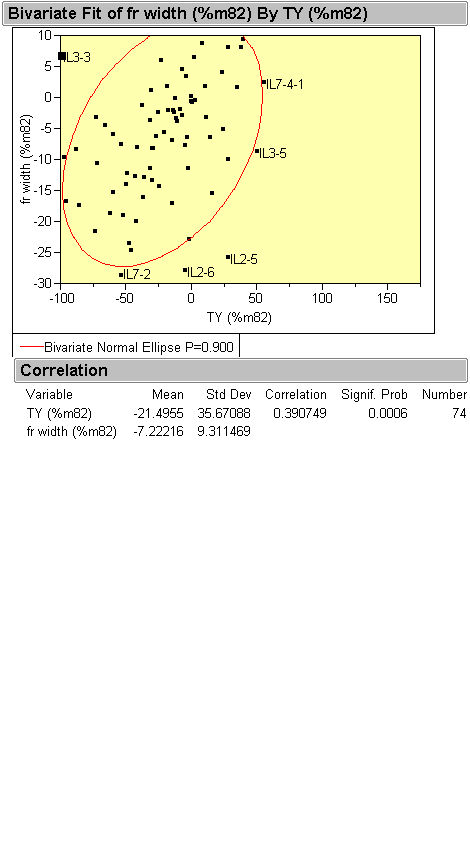 Bivariate Fit of fr width (%m82) By TY (%m82)
10
5
0
-5
-10
-15
-20
-25
-30
fr width (%m82)
IL3-3
IL7-4-1
IL3-5
IL2-5
IL2-6
IL7-2
-100 -50 0 50 100 150
TY (%m82)
Bivariate Normal Ellipse P=0.900
Correlation
Variable Mean Std Dev Correlation Signif. Prob Number
TY (%m82) -21.4955 35.67088 0.390749 0.0006 74
fr width (%m82) -7.22216 9.311469